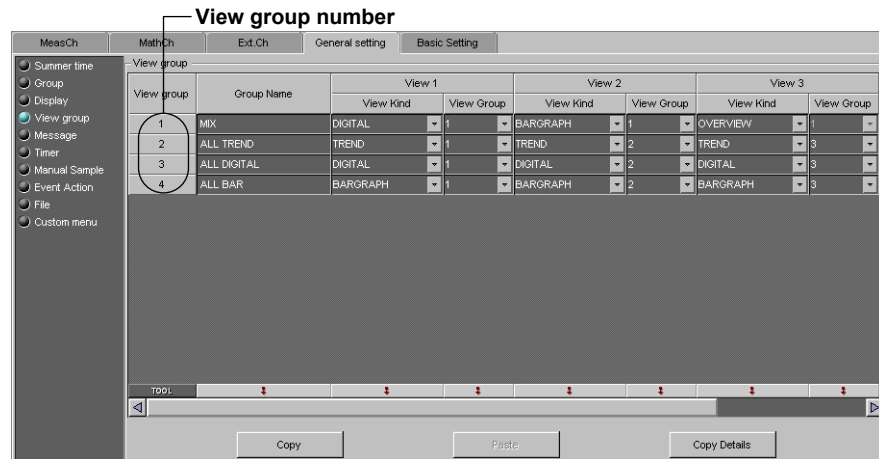 View group number
MeasCh MathCh Ext.Ch General setting Basic Setting
Summer time
Group
Display
View group
Message
Timer
Manual Sample
Event Action
File
Custom menu
View group
View group Group Name View 1 View 2 View 3
View Kind View Group View Kind View Group View Kind View Group
1 MIX DIGITAL 1 BARGRAPH 1 OVERVIEW 1
2 ALL TREND TREND 1 TREND 2 TREND 3
3 ALL DIGITAL DIGITAL 1 DIGITAL 2 DIGITAL 3
4 ALL BAR BARGRAPH 1 BARGRAPH 2 BARGRAPH 3
TOOL
Copy Paste Copy Details